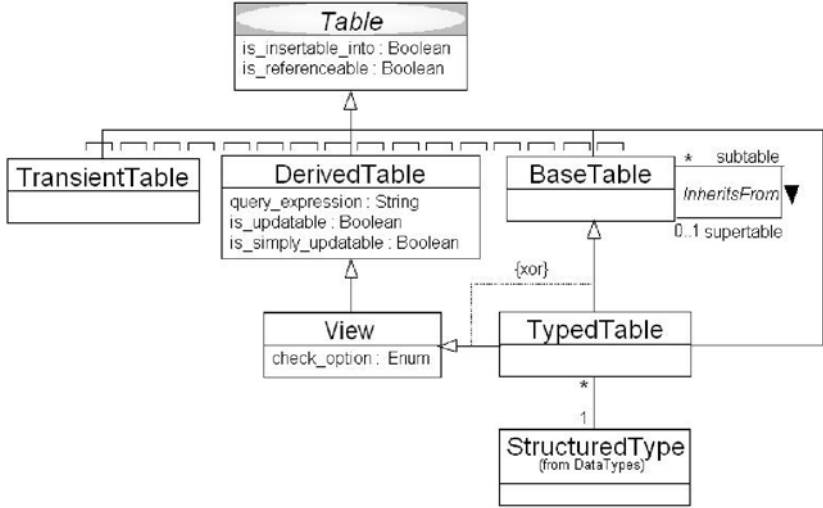 Table
is_insertable_into : Boolean
is_referenceable : Boolean
TransientTable
DerivedTable
query_expression : String
is_updatable : Boolean
is_simply_updatable : Boolean
BaseTable
* subtable
InheritsFrom
0..1 supertable
{xor}
View
check_option : Enum
TypedTable
*
1
StructuredType
(from DataTypes)